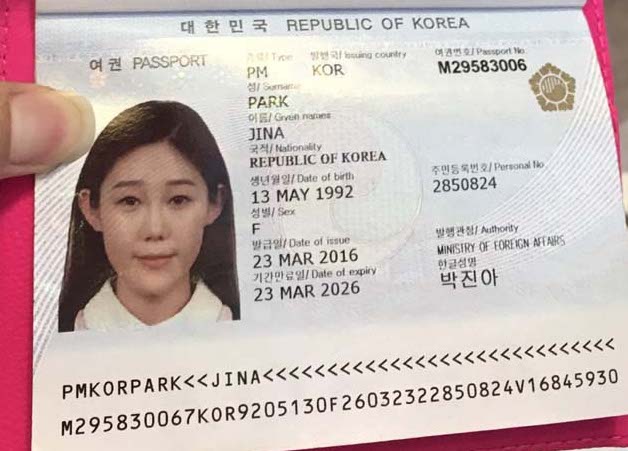 대한민국 REPUBLIC OF KOREA
여권 PASSPORT
종류/ Type 발행국/ Issuing country 여권번호/ Passport No.
PM KOR M29583006
성/ Surname
PARK
이름/ Given names
JINA
국적/ Nationality
REPUBLIC OF KOREA
생년월일/ Date of birth 주민등록번호/ Personal No.
13 MAY 1992 2850824
성별/ Sex
F
발급일/ Date of issue 발행관청/ Authority
23 MAR 2016 MINISTRY OF FOREIGN AFFAIRS
기간만료일/ Date of expiry 한글성명
23 MAR 2026 박진아
PMKORPARK<<JINA<<<<<<<<<<<<<<<<<<<<<<<<<<<<<
M295830067KOR9205130F26032322850824V16845930